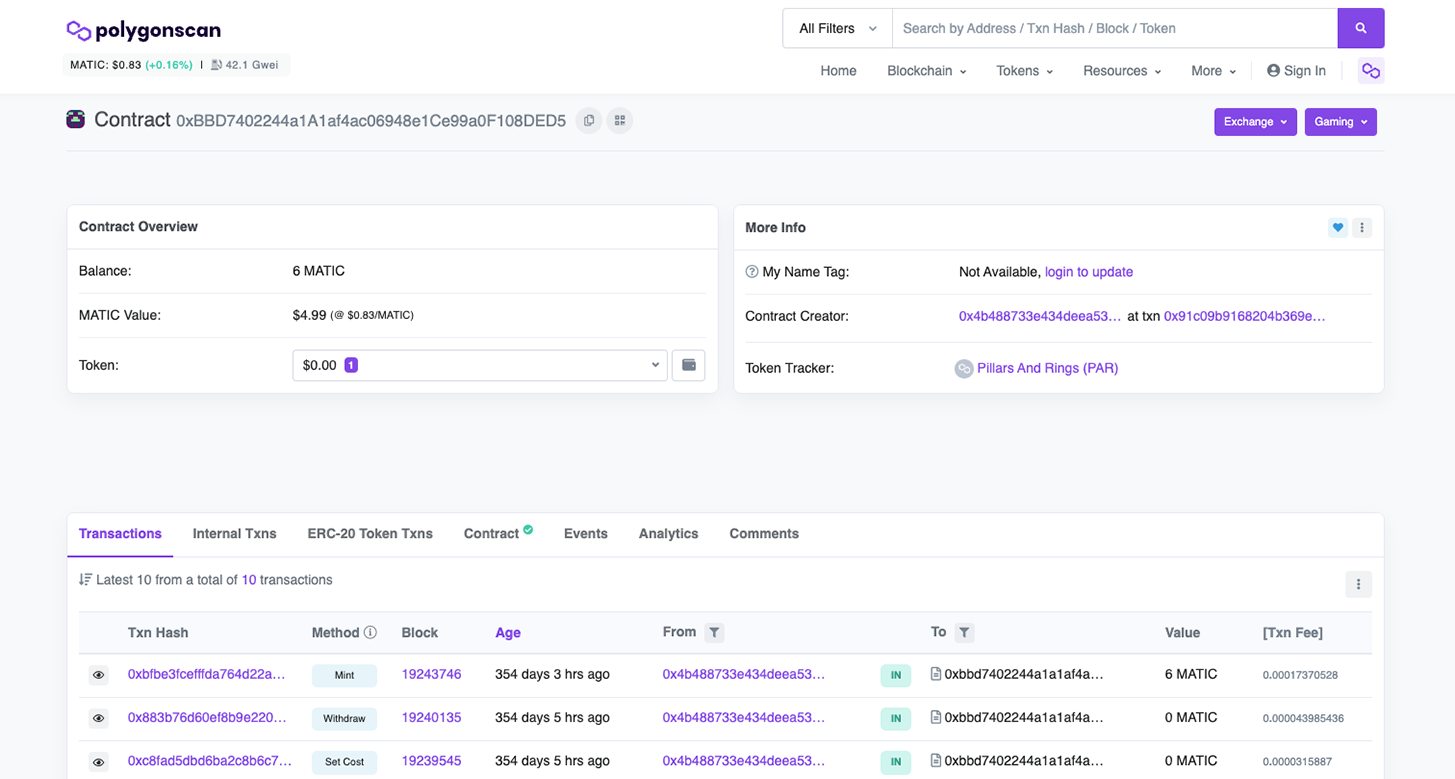 polygonscan
All Filters
Search by Address / Txn Hash / Block / Token
MATIC: $0.83 (+0.16%) | 42.1 Gwei
Home Blockchain Tokens Resources More Sign In
Contract 0xBBD7402244a1A1af4ac06948e1Ce99a0F108DED5
Exchange Gaming
Contract Overview
Balance: 6 MATIC
MATIC Value: $4.99 (@ $0.83/MATIC)
Token: $0.00 1
More Info
My Name Tag: Not Available, login to update
Contract Creator: 0x4b488733e434deea53... at txn 0x91c09b9168204b369e...
Token Tracker: Pillars And Rings (PAR)
Transactions Internal Txns ERC-20 Token Txns Contract Events Analytics Comments
Latest 10 from a total of 10 transactions
Txn Hash Method Block Age From To Value [Txn Fee]
0xbfbe3fcefffda764d22a... Mint 19243746 354 days 3 hrs ago 0x4b488733e434deea53... IN 0xbbd7402244a1a1af4a... 6 MATIC 0.00017370528
0x883b76d60ef8b9e220... Withdraw 19240135 354 days 5 hrs ago 0x4b488733e434deea53... IN 0xbbd7402244a1a1af4a... 0 MATIC 0.000043985436
0xc8fad5dbd6ba2c8b6c7... Set Cost 19239545 354 days 5 hrs ago 0x4b488733e434deea53... IN 0xbbd7402244a1a1af4a... 0 MATIC 0.0000315887